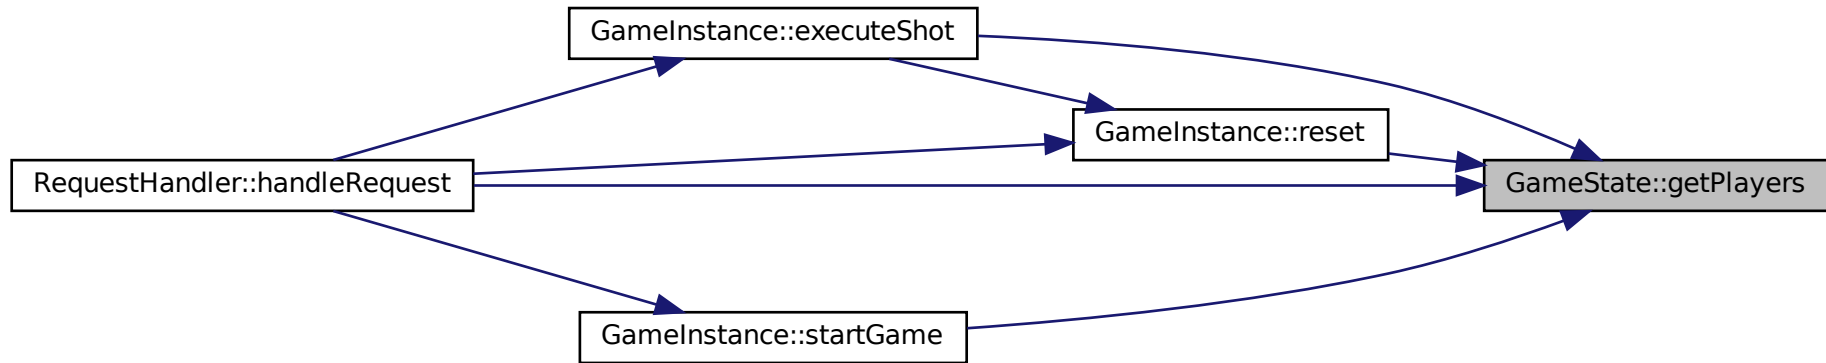 GameInstance::executeShot
GameInstance::reset
RequestHandler::handleRequest
GameState::getPlayers
GameInstance::startGame